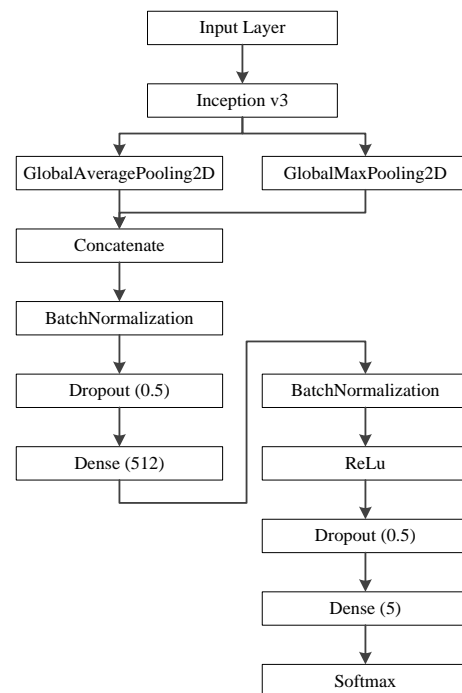 Input Layer
Inception v3
GlobalAveragePooling2D
GlobalMaxPooling2D
Concatenate
BatchNormalization
Dropout (0.5)
Dense (512)
BatchNormalization
ReLu
Dropout (0.5)
Dense (5)
Softmax